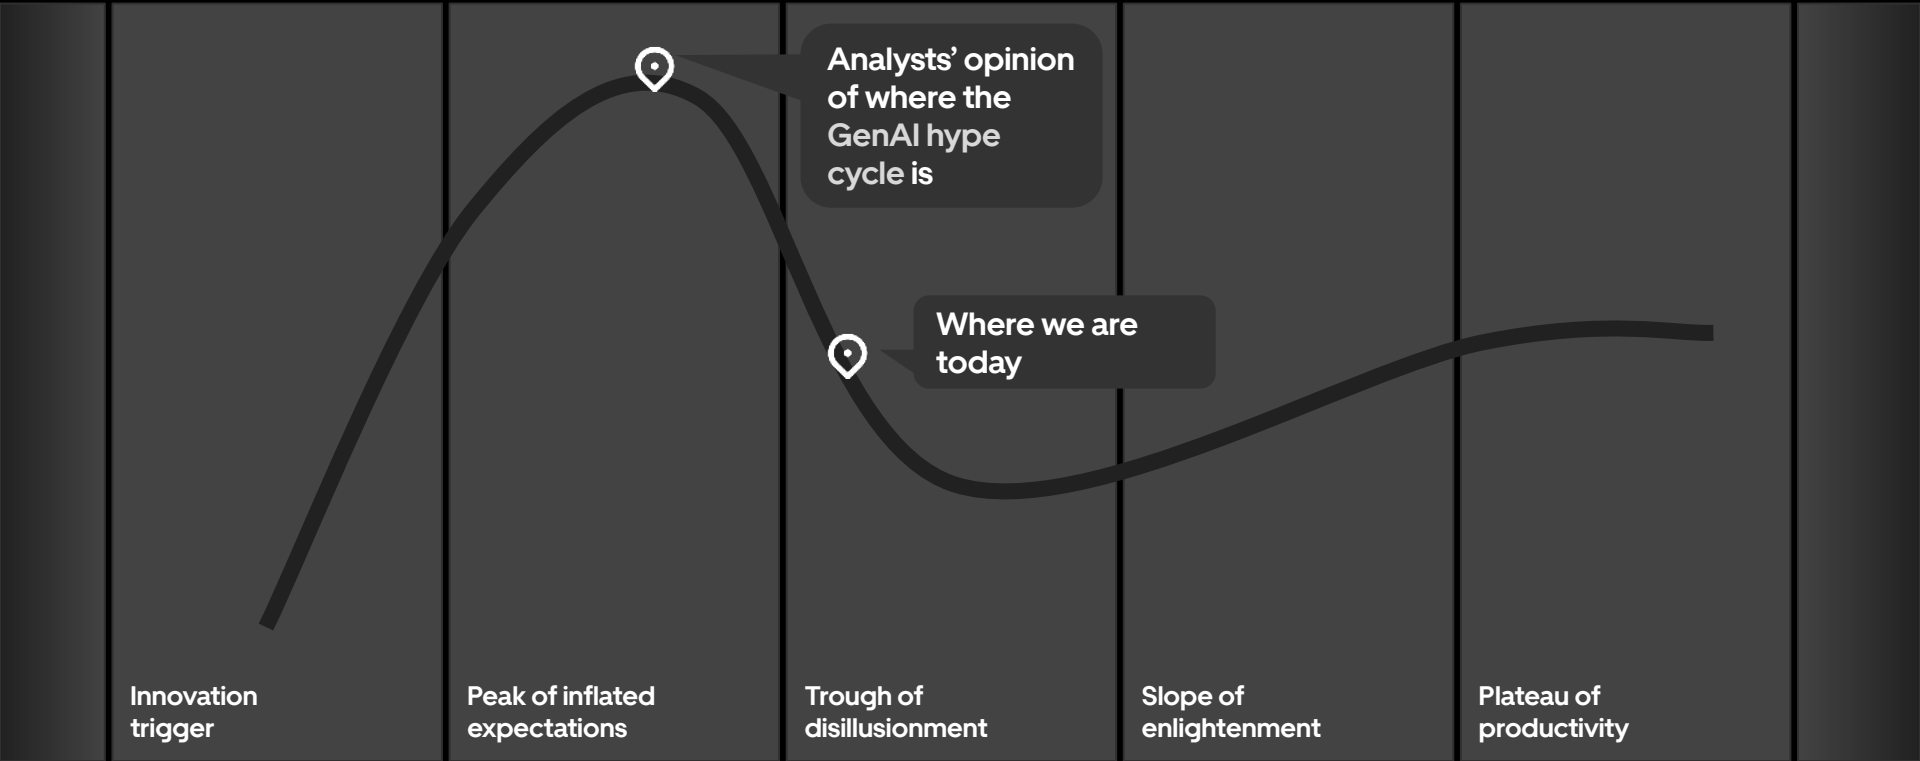 Analysts’ opinion
of where the
GenAI hype
cycle is
Where we are
today
Innovation
trigger
Peak of inflated
expectations
Trough of
disillusionment
Slope of
enlightenment
Plateau of
productivity